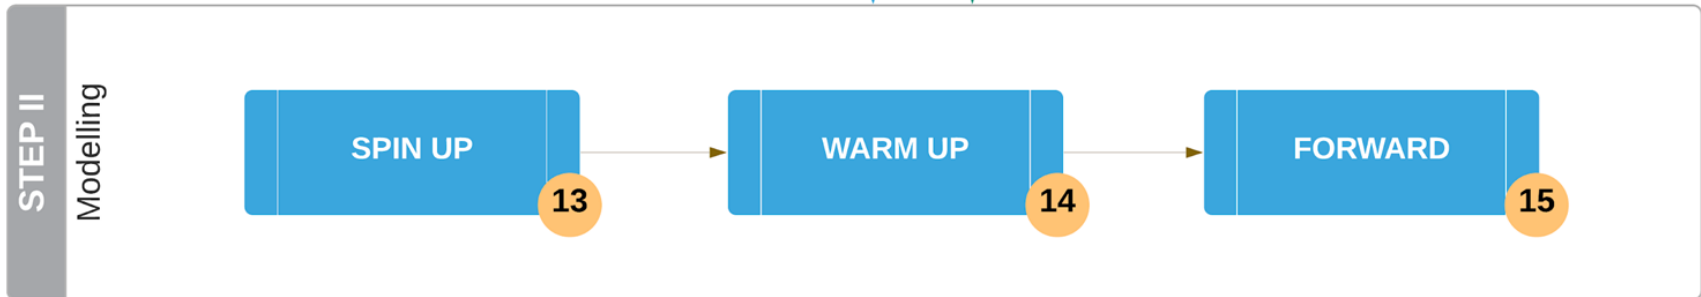 STEP II
Modelling
SPIN UP
13
WARM UP
14
FORWARD
15